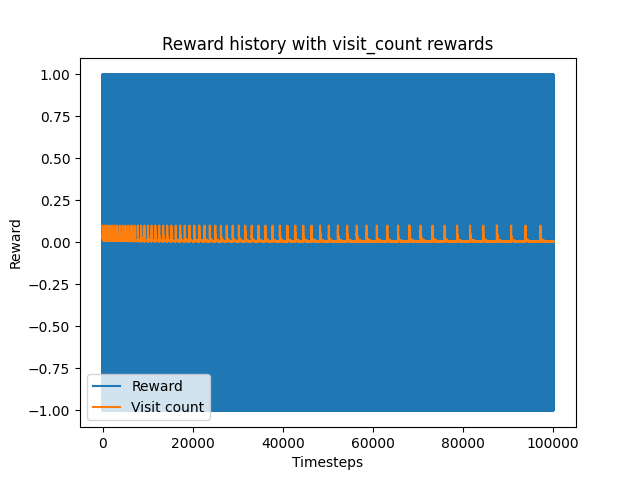 Reward history with visit_count rewards
Reward
1.00
0.75
0.50
0.25
0.00
−0.25
−0.50
−0.75
−1.00
Reward
Visit count
0 20000 40000 60000 80000 100000
Timesteps